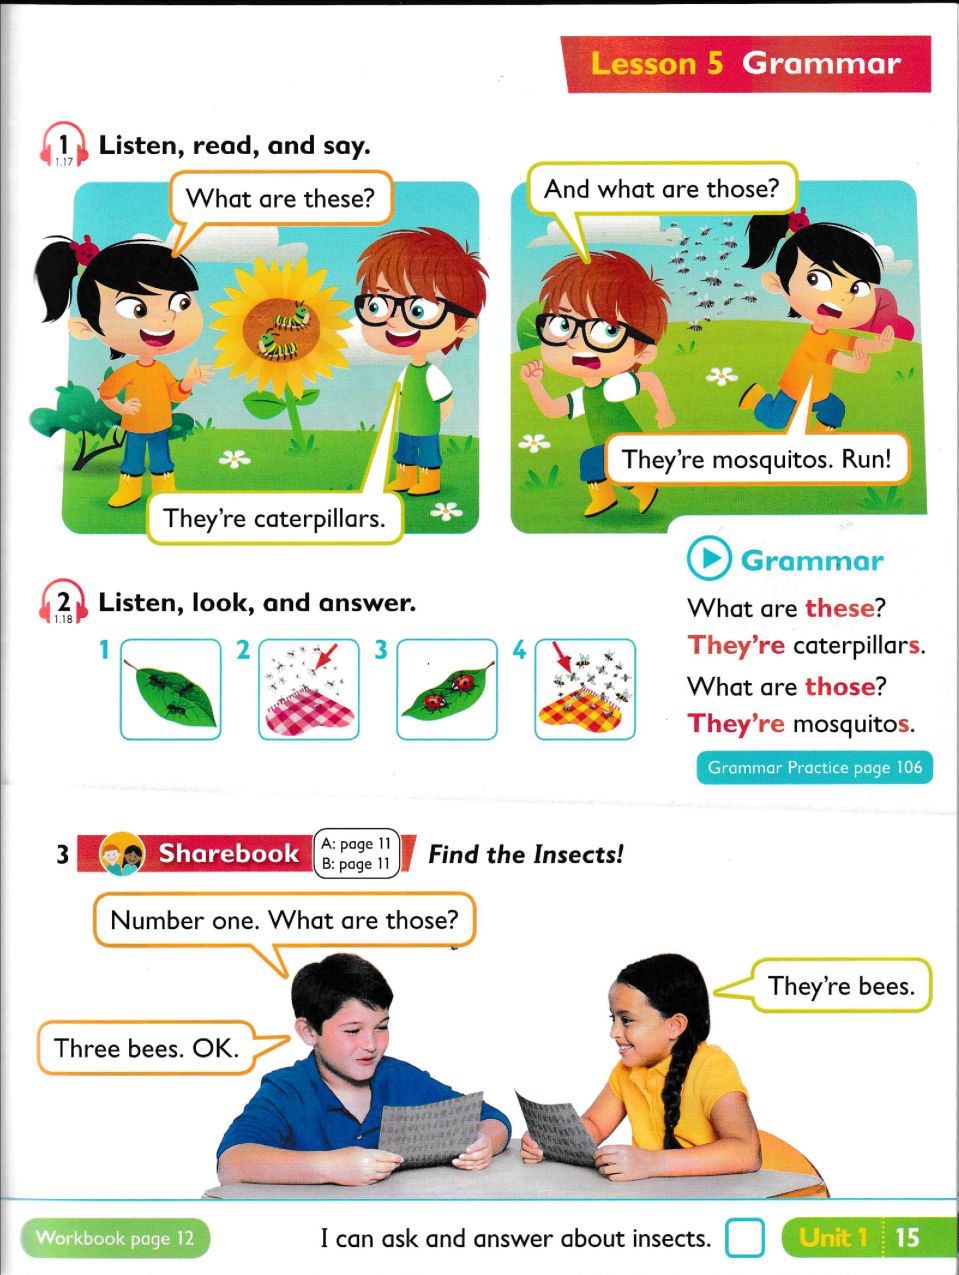 Lesson 5 Grammar
1 Listen, read, and say.
1.17
What are these?
And what are those?
They're mosquitos. Run!
They're caterpillars.
Grammar
What are these?
They're caterpillars.
What are those?
They're mosquitos.
Grammar Practice page 106
2 Listen, look, and answer.
1.18
1 2 3 4
3 Sharebook A: page 11
B: page 11
Find the Insects!
Number one. What are those?
They're bees.
Three bees. OK.
Workbook page 12
I can ask and answer about insects.
Unit 1 15